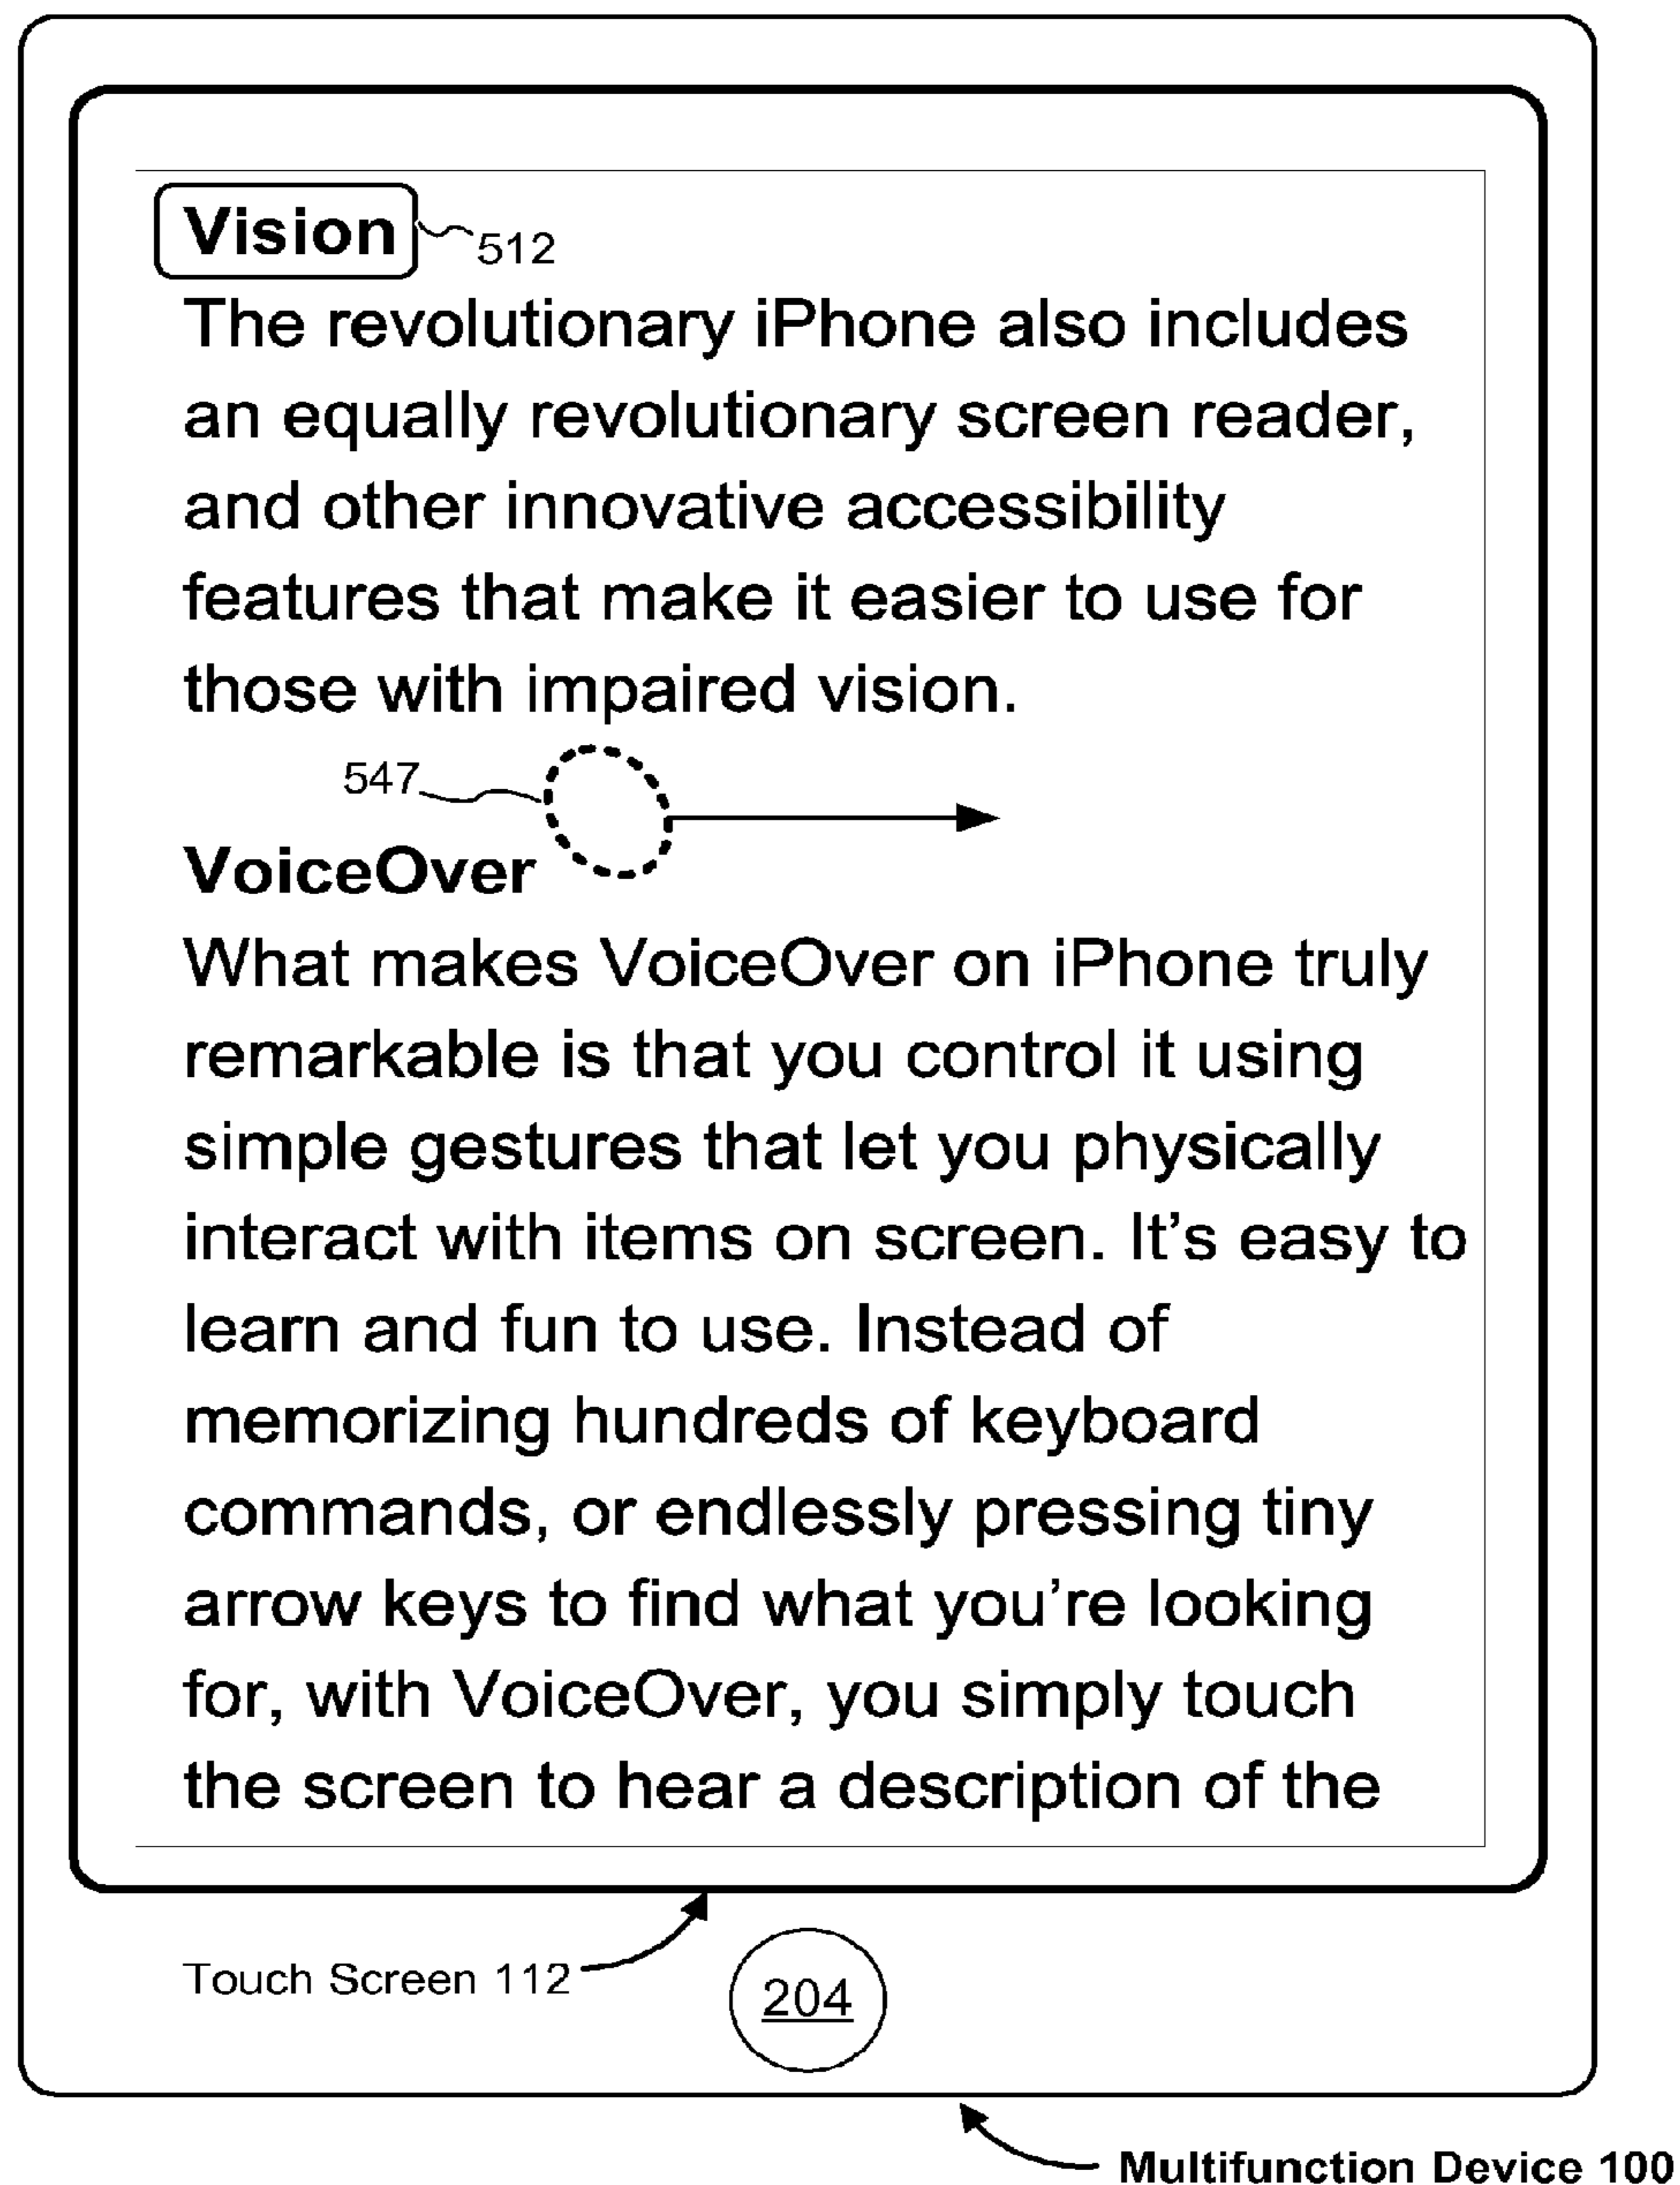 Vision
512
The revolutionary iPhone also includes
an equally revolutionary screen reader,
and other innovative accessibility
features that make it easier to use for
those with impaired vision.
547
VoiceOver
What makes VoiceOver on iPhone truly
remarkable is that you control it using
simple gestures that let you physically
interact with items on screen. It’s easy to
learn and fun to use. Instead of
memorizing hundreds of keyboard
commands, or endlessly pressing tiny
arrow keys to find what you’re looking
for, with VoiceOver, you simply touch
the screen to hear a description of the
Touch Screen 112
204
Multifunction Device 100